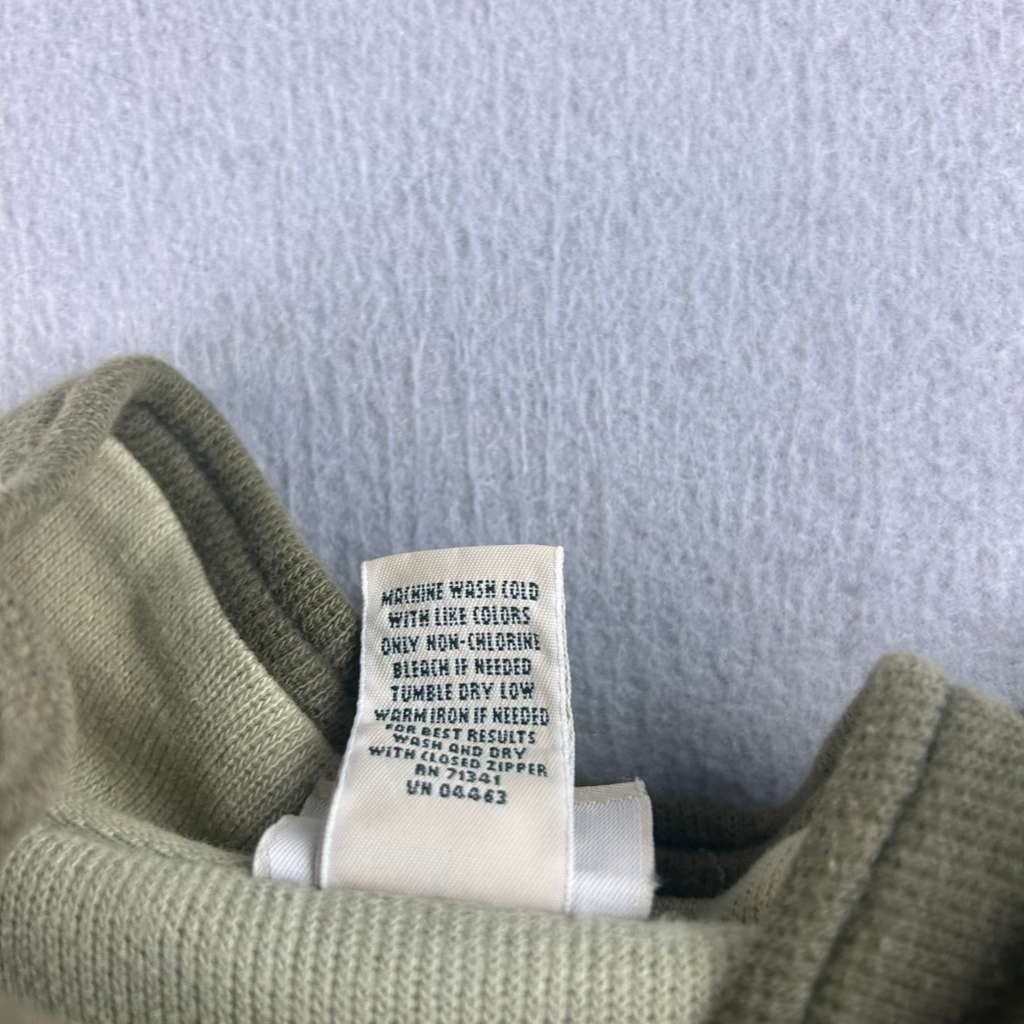 MACHINE WASH COLD
WITH LIKE COLORS
ONLY NON-CHLORINE
BLEACH IF NEEDED
TUMBLE DRY LOW
WARM IRON IF NEEDED
FOR BEST RESULTS
WASH AND DRY
WITH CLOSED ZIPPER
RN 71341
VN 04463